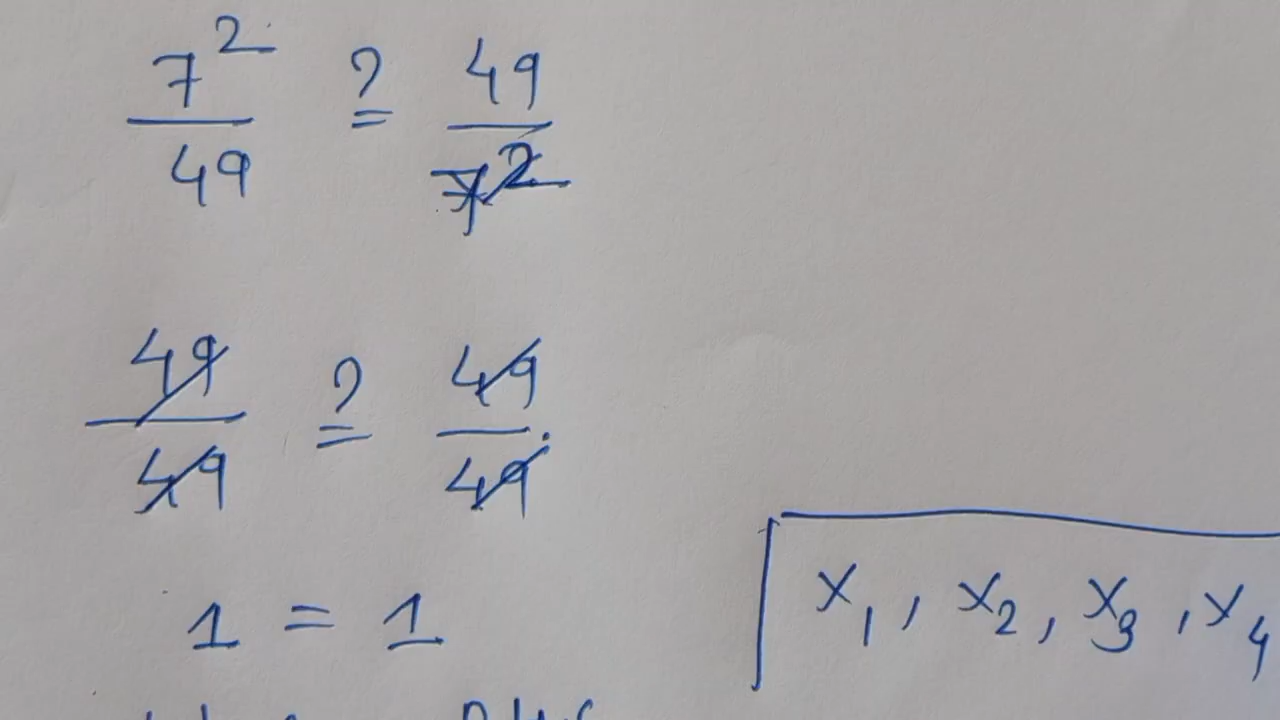 7² / 49 ?= 49 / 7²
49 / 49 ?= 49 / 49
1 = 1
x₁, x₂, x₃, x₄